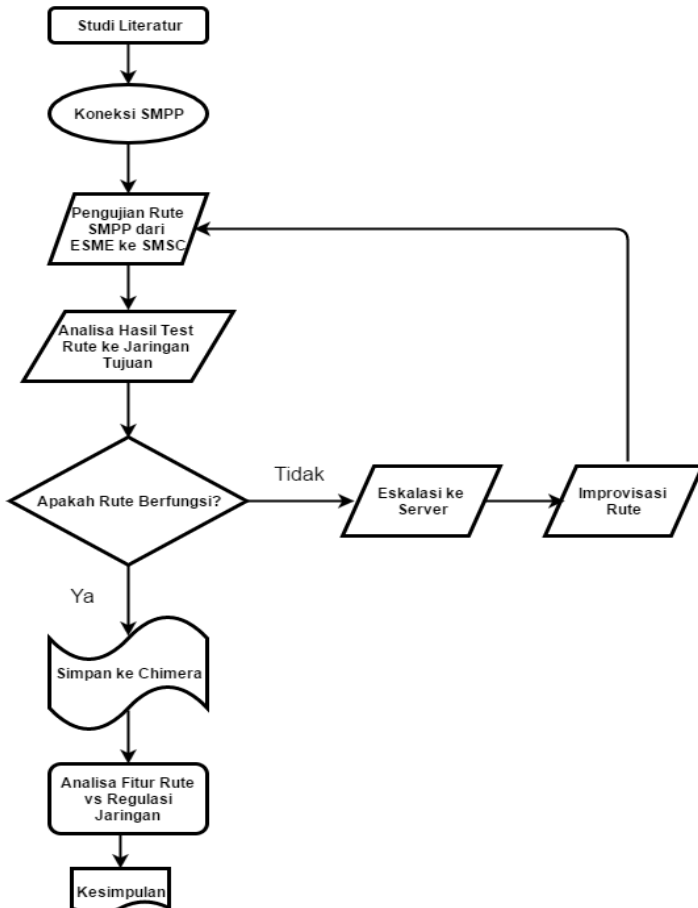 Studi Literatur
Koneksi SMPP
Pengujian Rute
SMPP dari
ESME ke SMSC
Analisa Hasil Test
Rute ke Jaringan
Tujuan
Apakah Rute Berfungsi?
Tidak
Eskalasi ke
Server
Improvisasi
Rute
Ya
Simpan ke Chimera
Analisa Fitur Rute
vs Regulasi
Jaringan
Kesimpulan